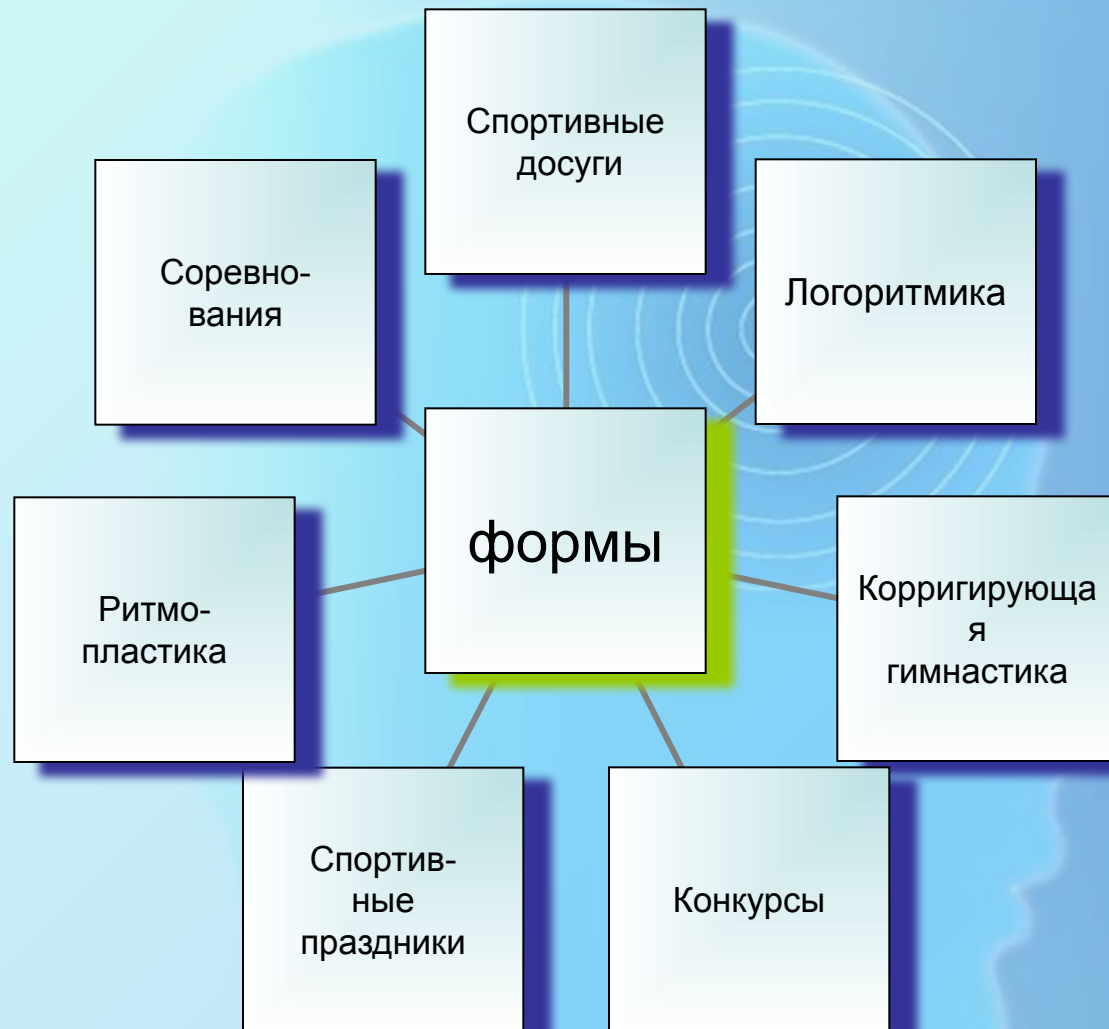 Спортивные
досуги
Соревно-
вания
Логоритмика
формы
Ритмо-
пластика
Корригирующа
я
гимнастика
Спортив-
ные
праздники
Конкурсы